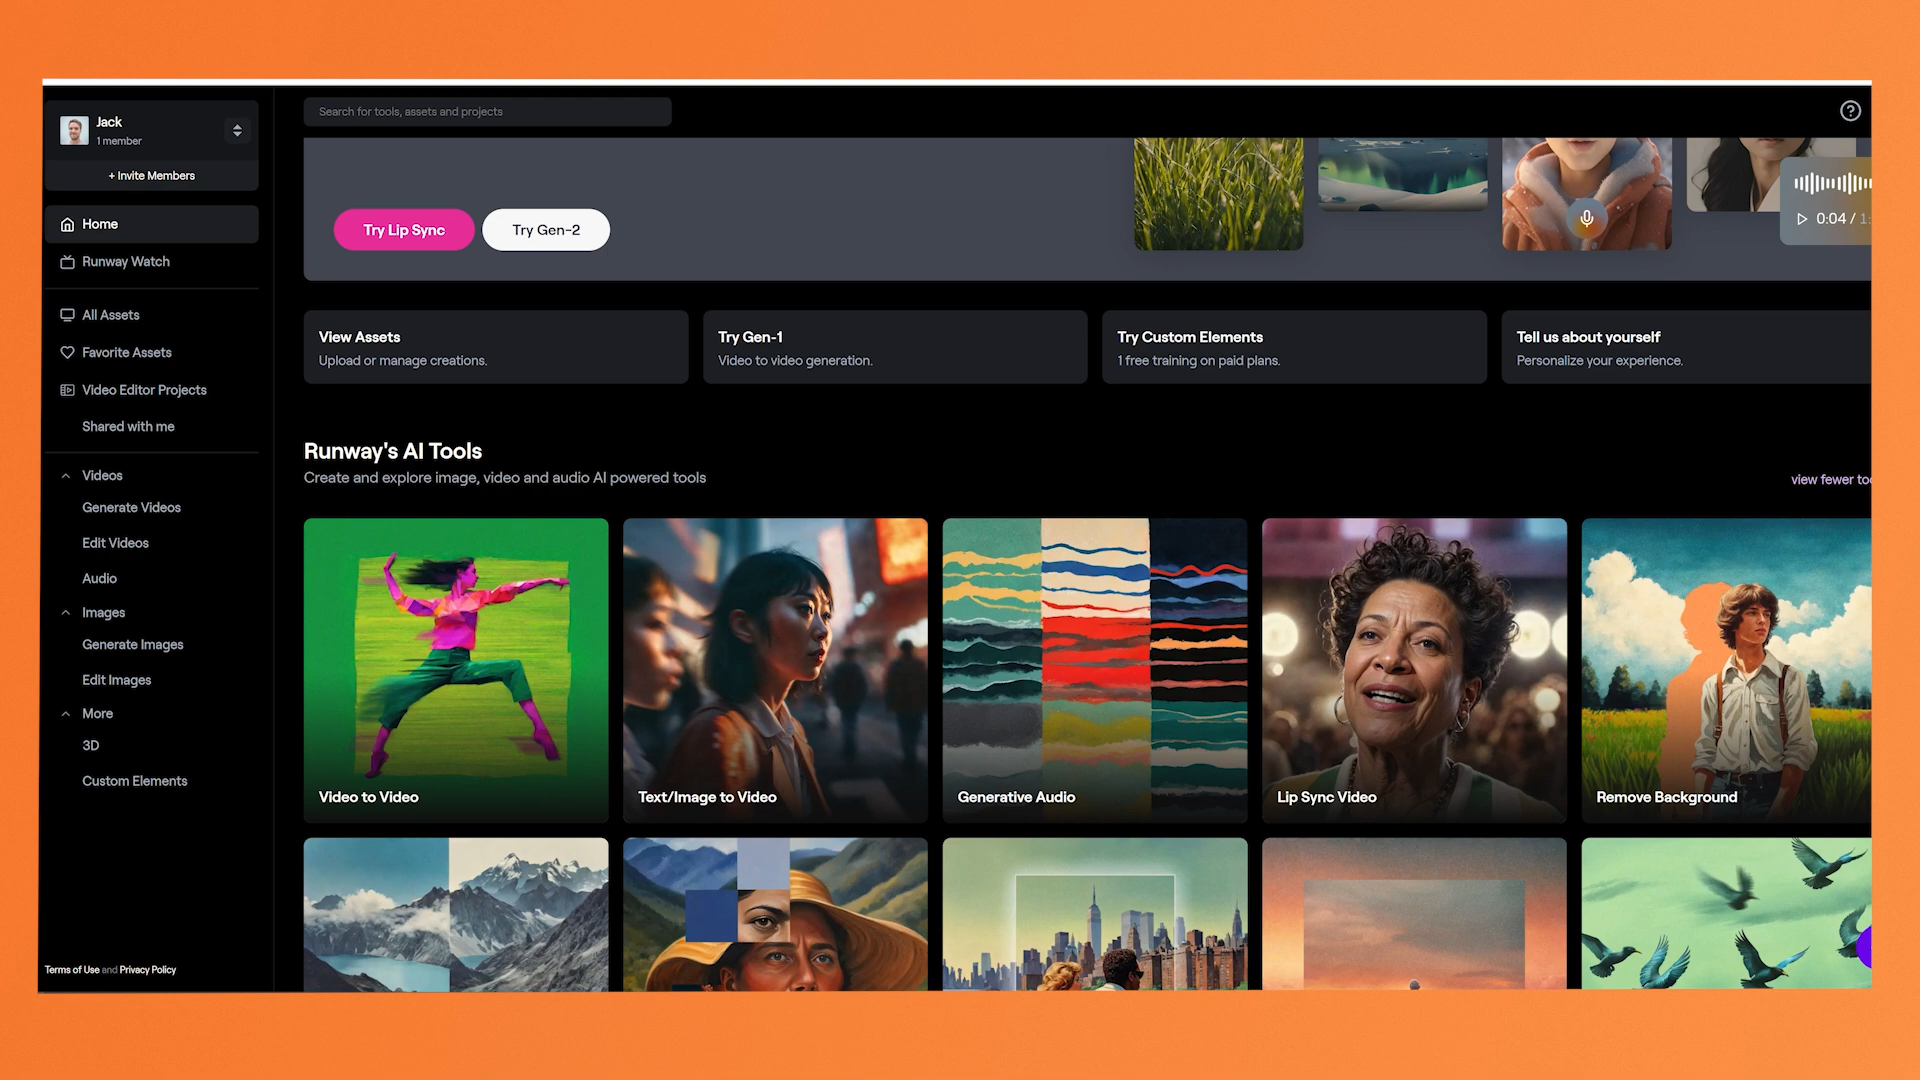 Jack
1 member
+ Invite Members
Home
Runway Watch
All Assets
Favorite Assets
Video Editor Projects
Shared with me
Videos
Generate Videos
Edit Videos
Audio
Images
Generate Images
Edit Images
More
3D
Custom Elements
Terms of Use and Privacy Policy
Search for tools, assets and projects
Try Lip Sync
Try Gen-2
0:04 / 1:
View Assets
Upload or manage creations.
Try Gen-1
Video to video generation.
Try Custom Elements
1 free training on paid plans.
Tell us about yourself
Personalize your experience.
Runway's AI Tools
Create and explore image, video and audio AI powered tools
view fewer too
Video to Video
Text/Image to Video
Generative Audio
Lip Sync Video
Remove Background